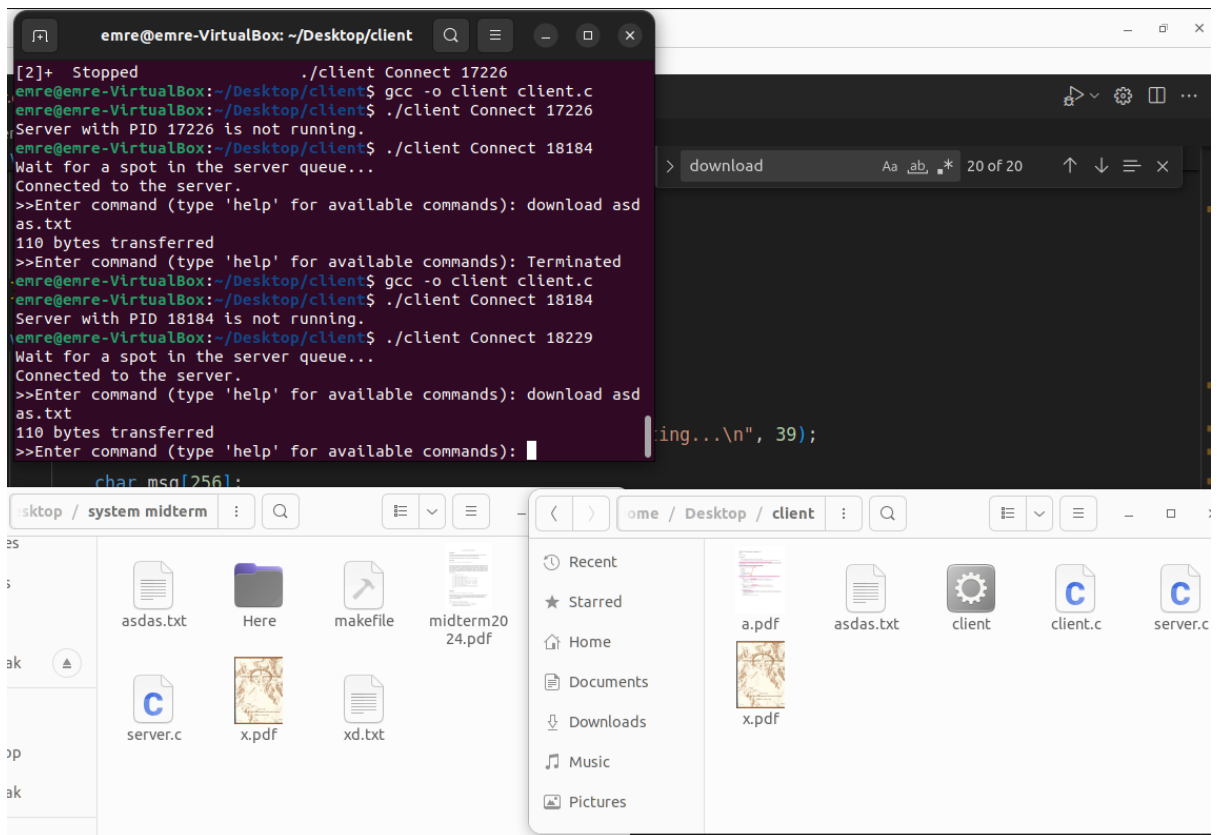 emre@emre-VirtualBox: ~/Desktop/client
[2]+  Stopped                 ./client Connect 17226
emre@emre-VirtualBox:~/Desktop/client$ gcc -o client client.c
emre@emre-VirtualBox:~/Desktop/client$ ./client Connect 17226
Server with PID 17226 is not running.
emre@emre-VirtualBox:~/Desktop/client$ ./client Connect 18184
Wait for a spot in the server queue...
Connected to the server.
>>Enter command (type 'help' for available commands): download asd
as.txt
110 bytes transferred
>>Enter command (type 'help' for available commands): Terminated
emre@emre-VirtualBox:~/Desktop/client$ gcc -o client client.c
emre@emre-VirtualBox:~/Desktop/client$ ./client Connect 18184
Server with PID 18184 is not running.
emre@emre-VirtualBox:~/Desktop/client$ ./client Connect 18229
Wait for a spot in the server queue...
Connected to the server.
>>Enter command (type 'help' for available commands): download asd
as.txt
110 bytes transferred
>>Enter command (type 'help' for available commands):
download Aa ab 20 of 20
ing...\n", 39);
char msg[256];
sktop / system midterm
asdas.txt
Here
makefile
midterm20
24.pdf
server.c
x.pdf
xd.txt
ome / Desktop / client
Recent
Starred
Home
Documents
Downloads
Music
Pictures
a.pdf
asdas.txt
client
client.c
server.c
x.pdf